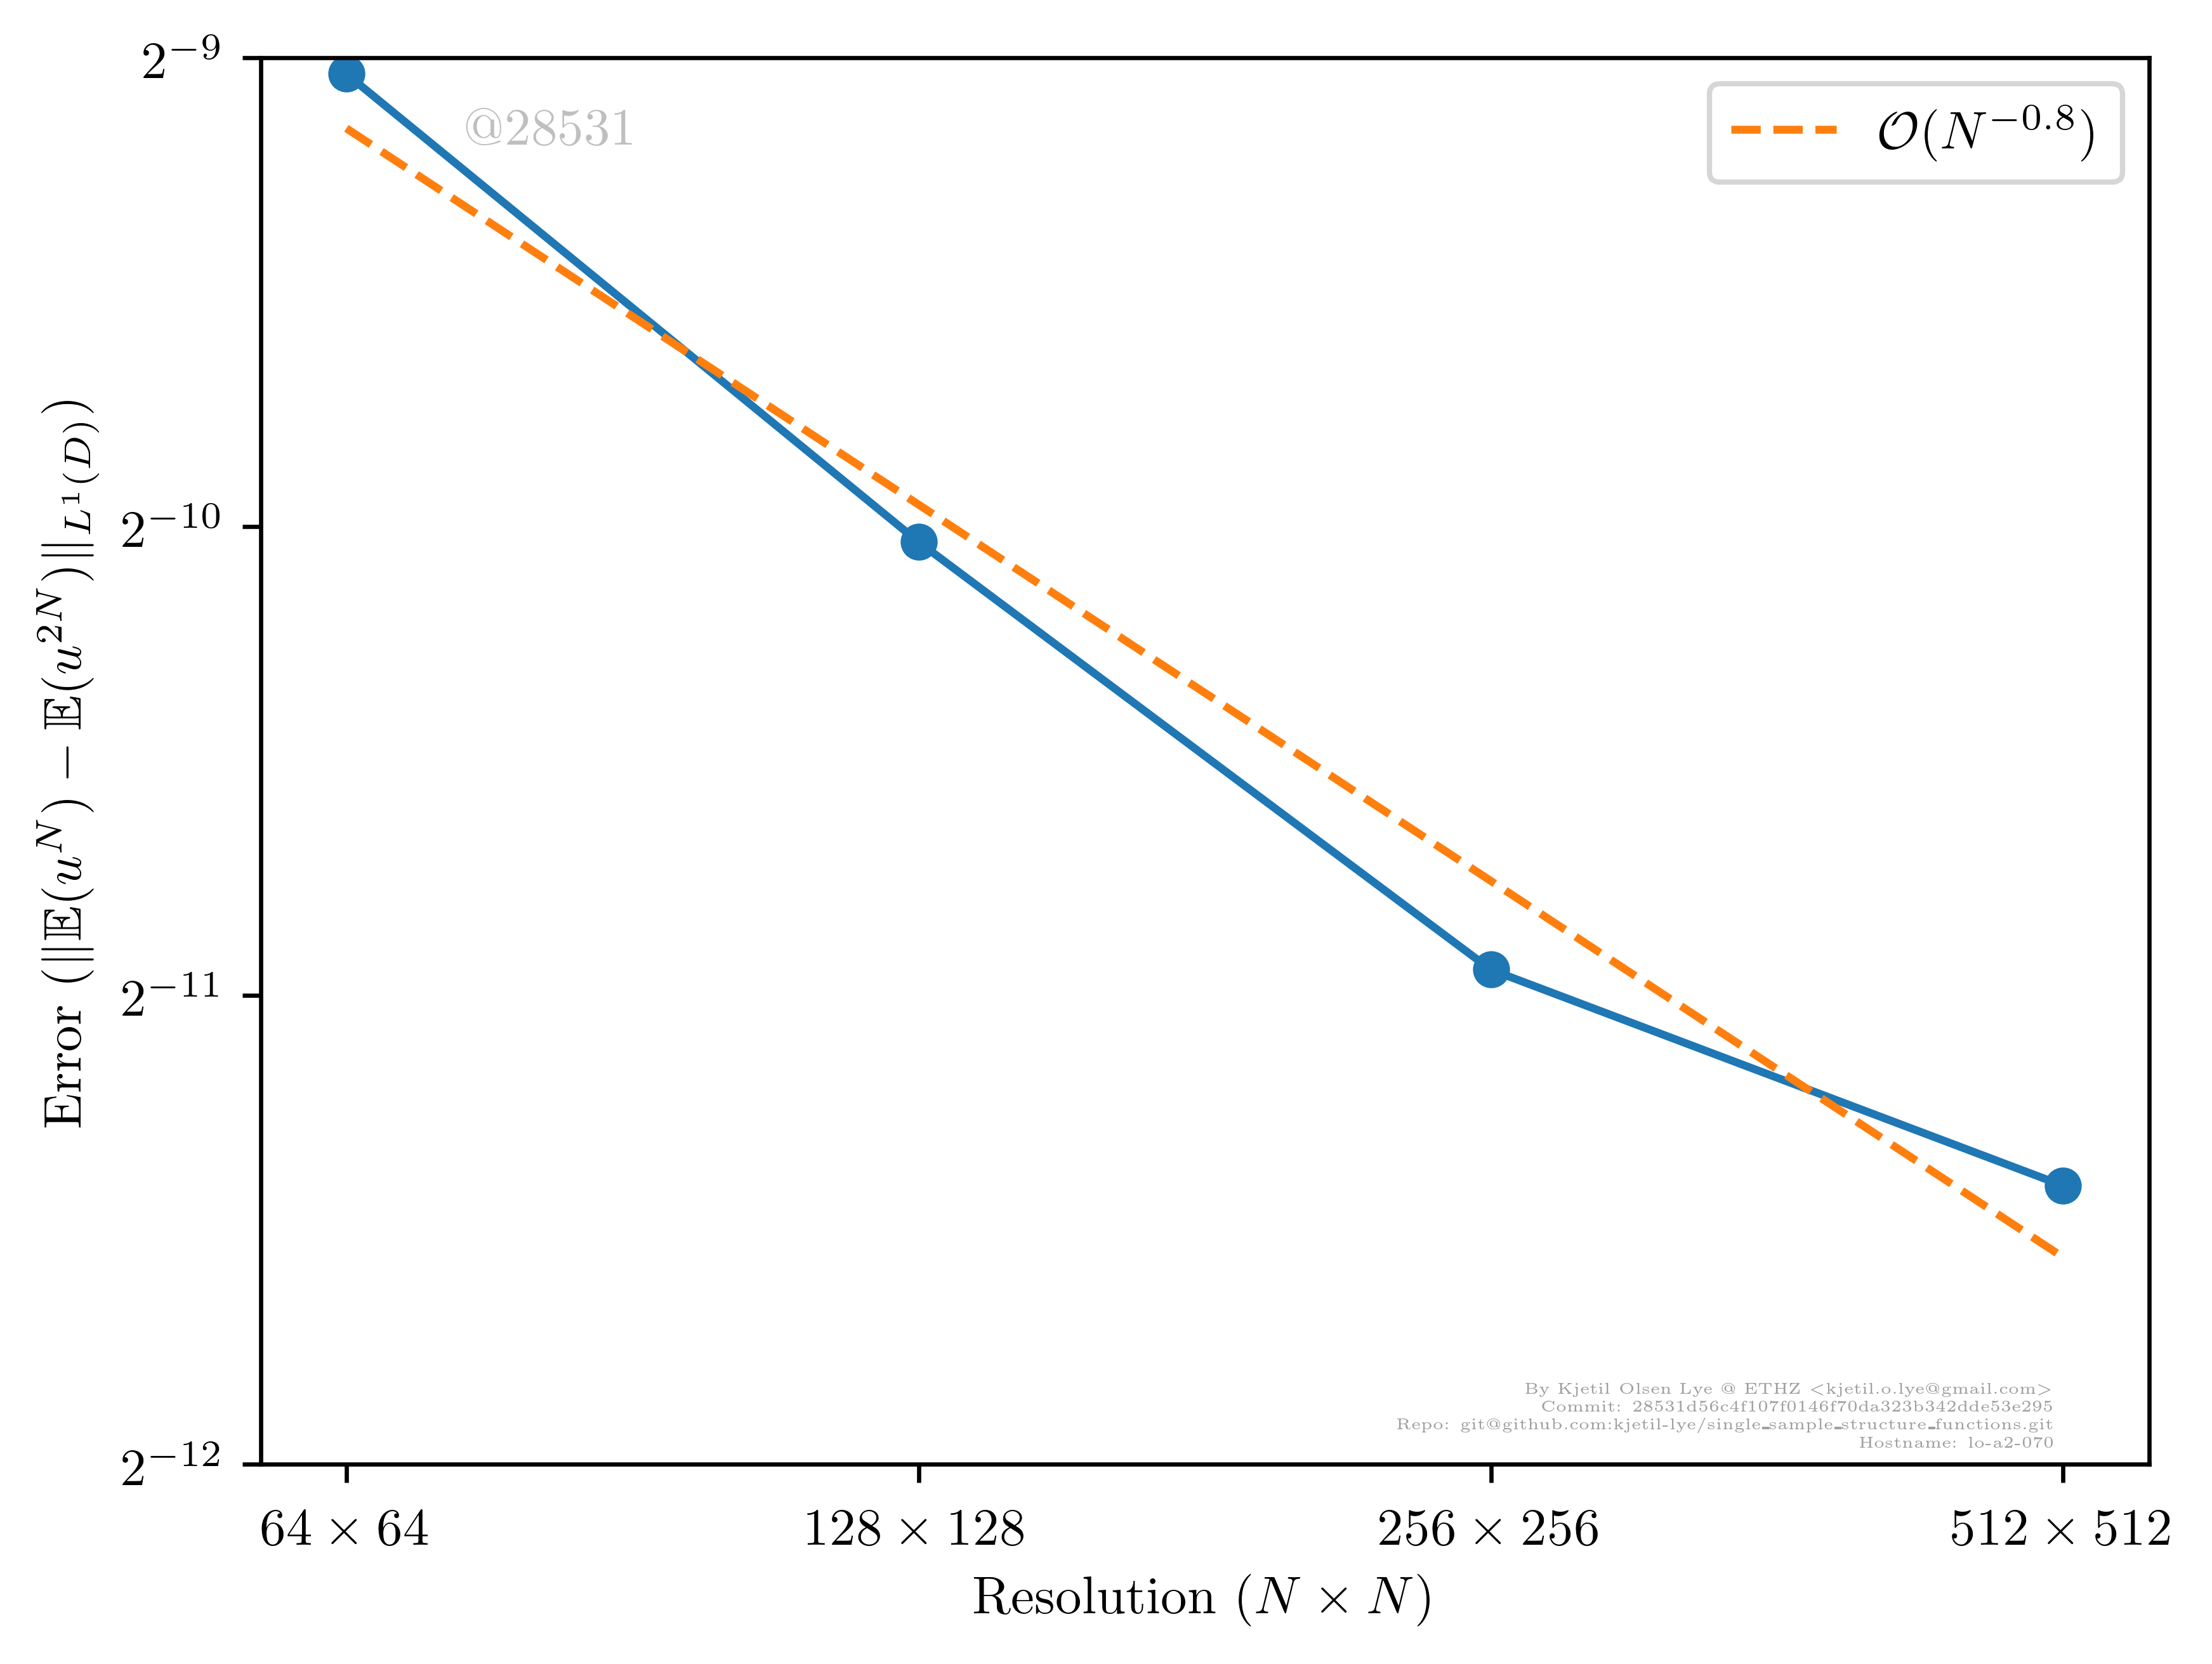 2^{-9}
@28531
𝒪(N^{-0.8})
2^{-10}
Error (||𝔼(u^N) − 𝔼(u^{2N})||_{L^1(D)})
2^{-11}
By Kjetil Olsen Lye @ ETHZ <kjetil.o.lye@gmail.com>
Commit: 28531d56c4f107f0146f70da323b342dde53e295
Repo: git@github.com:kjetil-lye/single_sample_structure_functions.git
Hostname: lo-a2-070
2^{-12}
64 × 64 128 × 128 256 × 256 512 × 512
Resolution (N × N)